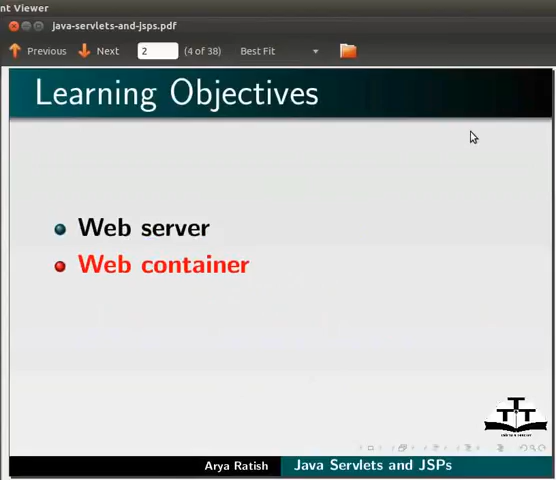 nt Viewer
java-servlets-and-jsps.pdf
Previous Next 2 (4 of 38) Best Fit
Learning Objectives
Web server
Web container
TTT
Arya Ratish Java Servlets and JSPs